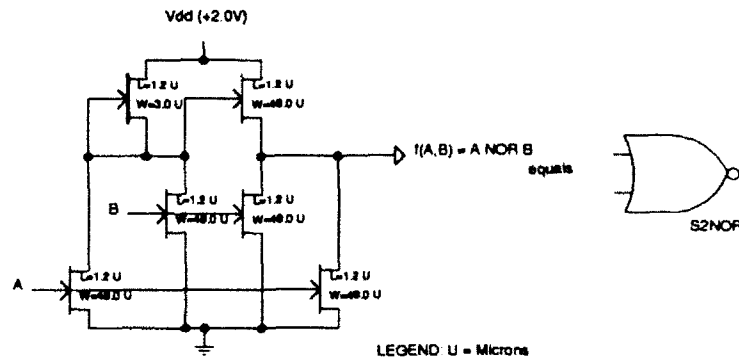 Vdd (+2.0V)
L=1.2 U
W=3.0 U
L=1.2 U
W=48.0 U
f(A,B) = A NOR B
equals
S2NOR
B
L=1.2 U
W=48.0 U
L=1.2 U
W=48.0 U
A
L=1.2 U
W=48.0 U
L=1.2 U
W=48.0 U
LEGEND: U = Microns